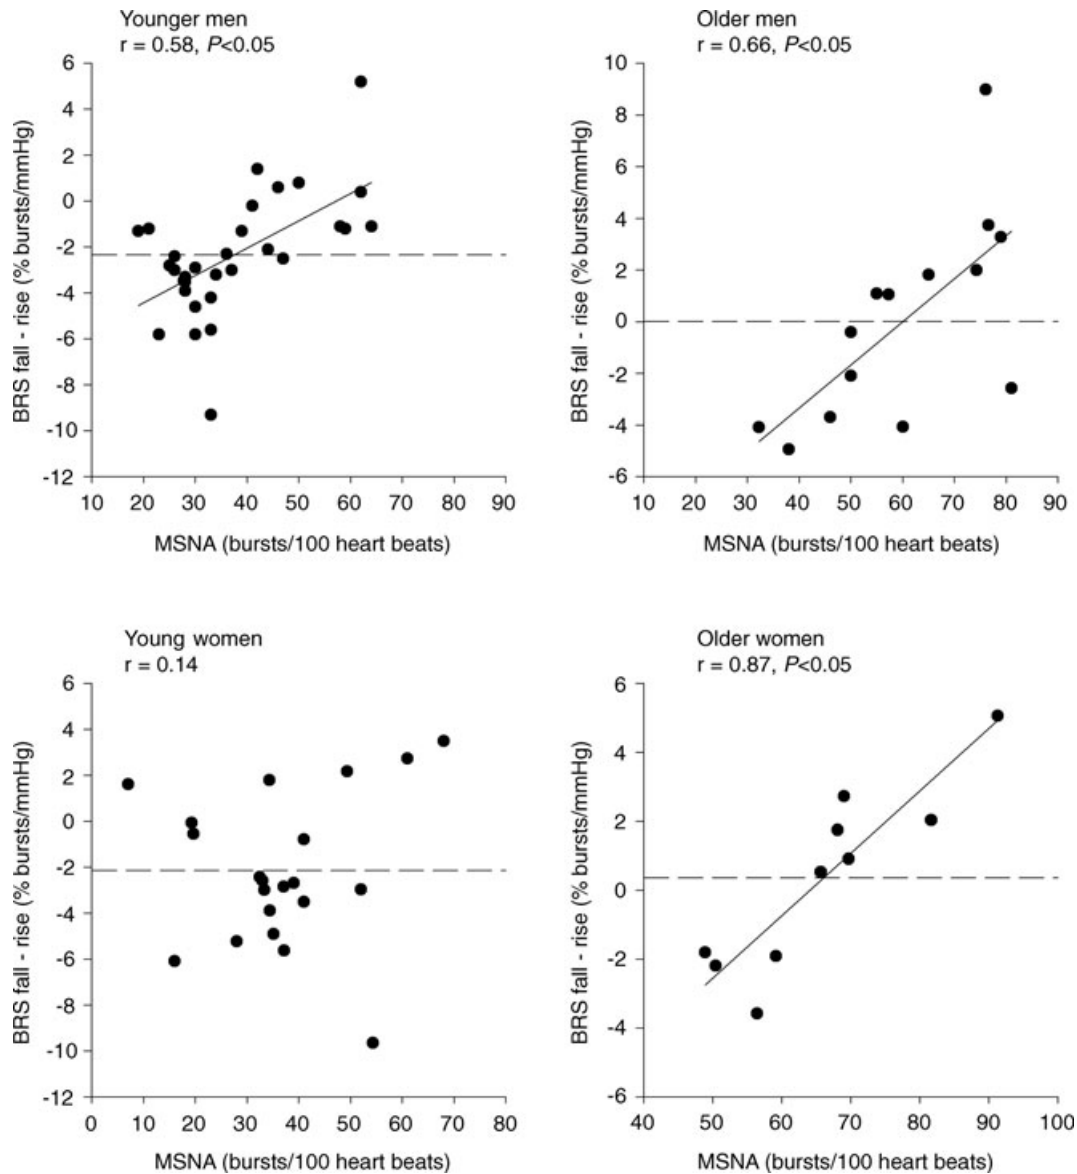 Younger men
r = 0.58, P<0.05
6
4
2
0
-2
-4
-6
-8
-10
-12
BRS fall - rise (% bursts/mmHg)
10 20 30 40 50 60 70 80 90
MSNA (bursts/100 heart beats)
Older men
r = 0.66, P<0.05
10
8
6
4
2
0
-2
-4
-6
BRS fall - rise (% bursts/mmHg)
10 20 30 40 50 60 70 80 90
MSNA (bursts/100 heart beats)
Young women
r = 0.14
6
4
2
0
-2
-4
-6
-8
-10
-12
BRS fall - rise (% bursts/mmHg)
0 10 20 30 40 50 60 70 80
MSNA (bursts/100 heart beats)
Older women
r = 0.87, P<0.05
6
4
2
0
-2
-4
-6
BRS fall - rise (% bursts/mmHg)
40 50 60 70 80 90 100
MSNA (bursts/100 heart beats)